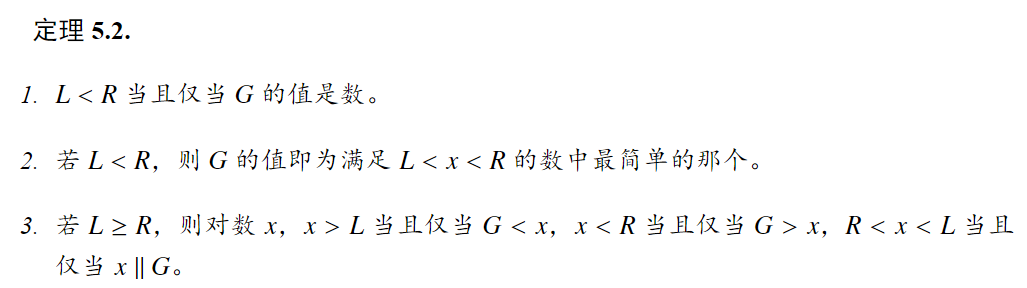 定理 5.2.
1. L < R 当且仅当 G 的值是数。
2. 若 L < R，则 G 的值即为满足 L < x < R 的数中最简单的那个。
3. 若 L ≥ R，则对数 x，x > L 当且仅当 G < x，x < R 当且仅当 G > x，R < x < L 当且
仅当 x || G。